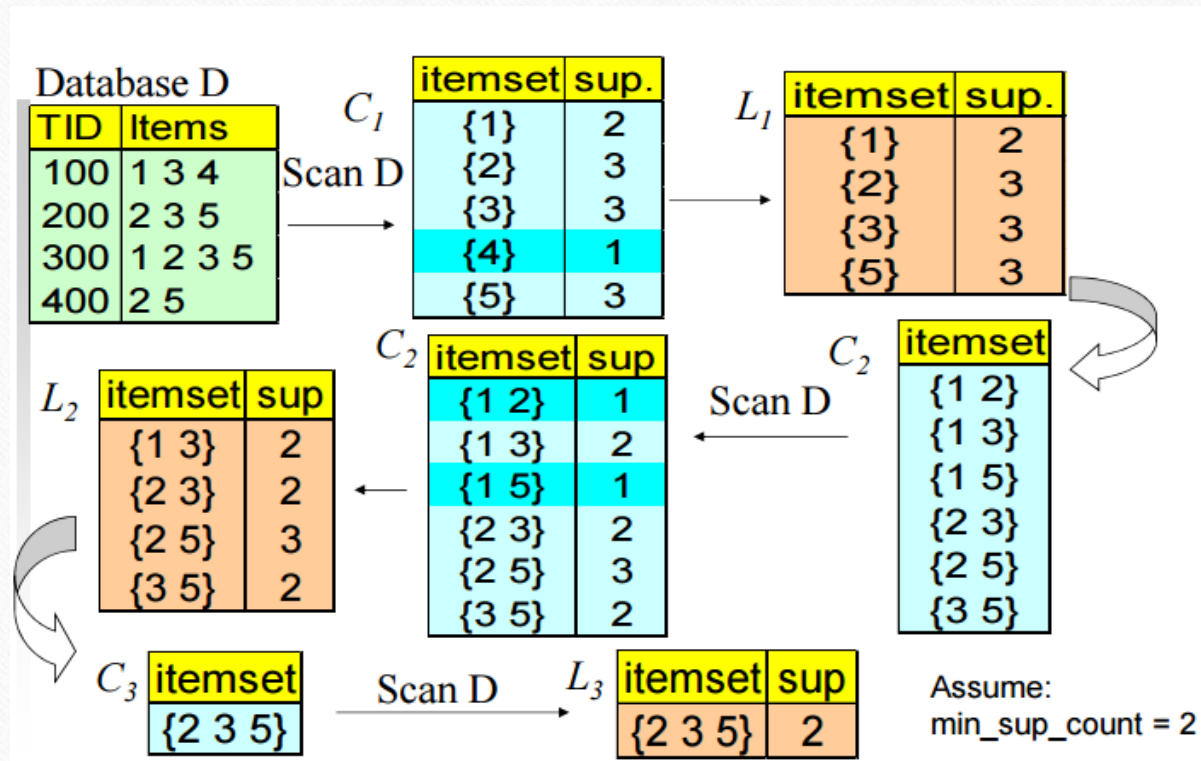 Database D
TID Items
100 1 3 4
200 2 3 5
300 1 2 3 5
400 2 5
Scan D
C1
itemset sup.
{1} 2
{2} 3
{3} 3
{4} 1
{5} 3
L1
itemset sup.
{1} 2
{2} 3
{3} 3
{5} 3
C2
itemset
{1 2}
{1 3}
{1 5}
{2 3}
{2 5}
{3 5}
Scan D
C2
itemset sup
{1 2} 1
{1 3} 2
{1 5} 1
{2 3} 2
{2 5} 3
{3 5} 2
L2
itemset sup
{1 3} 2
{2 3} 2
{2 5} 3
{3 5} 2
C3
itemset
{2 3 5}
Scan D
L3
itemset sup
{2 3 5} 2
Assume:
min_sup_count = 2